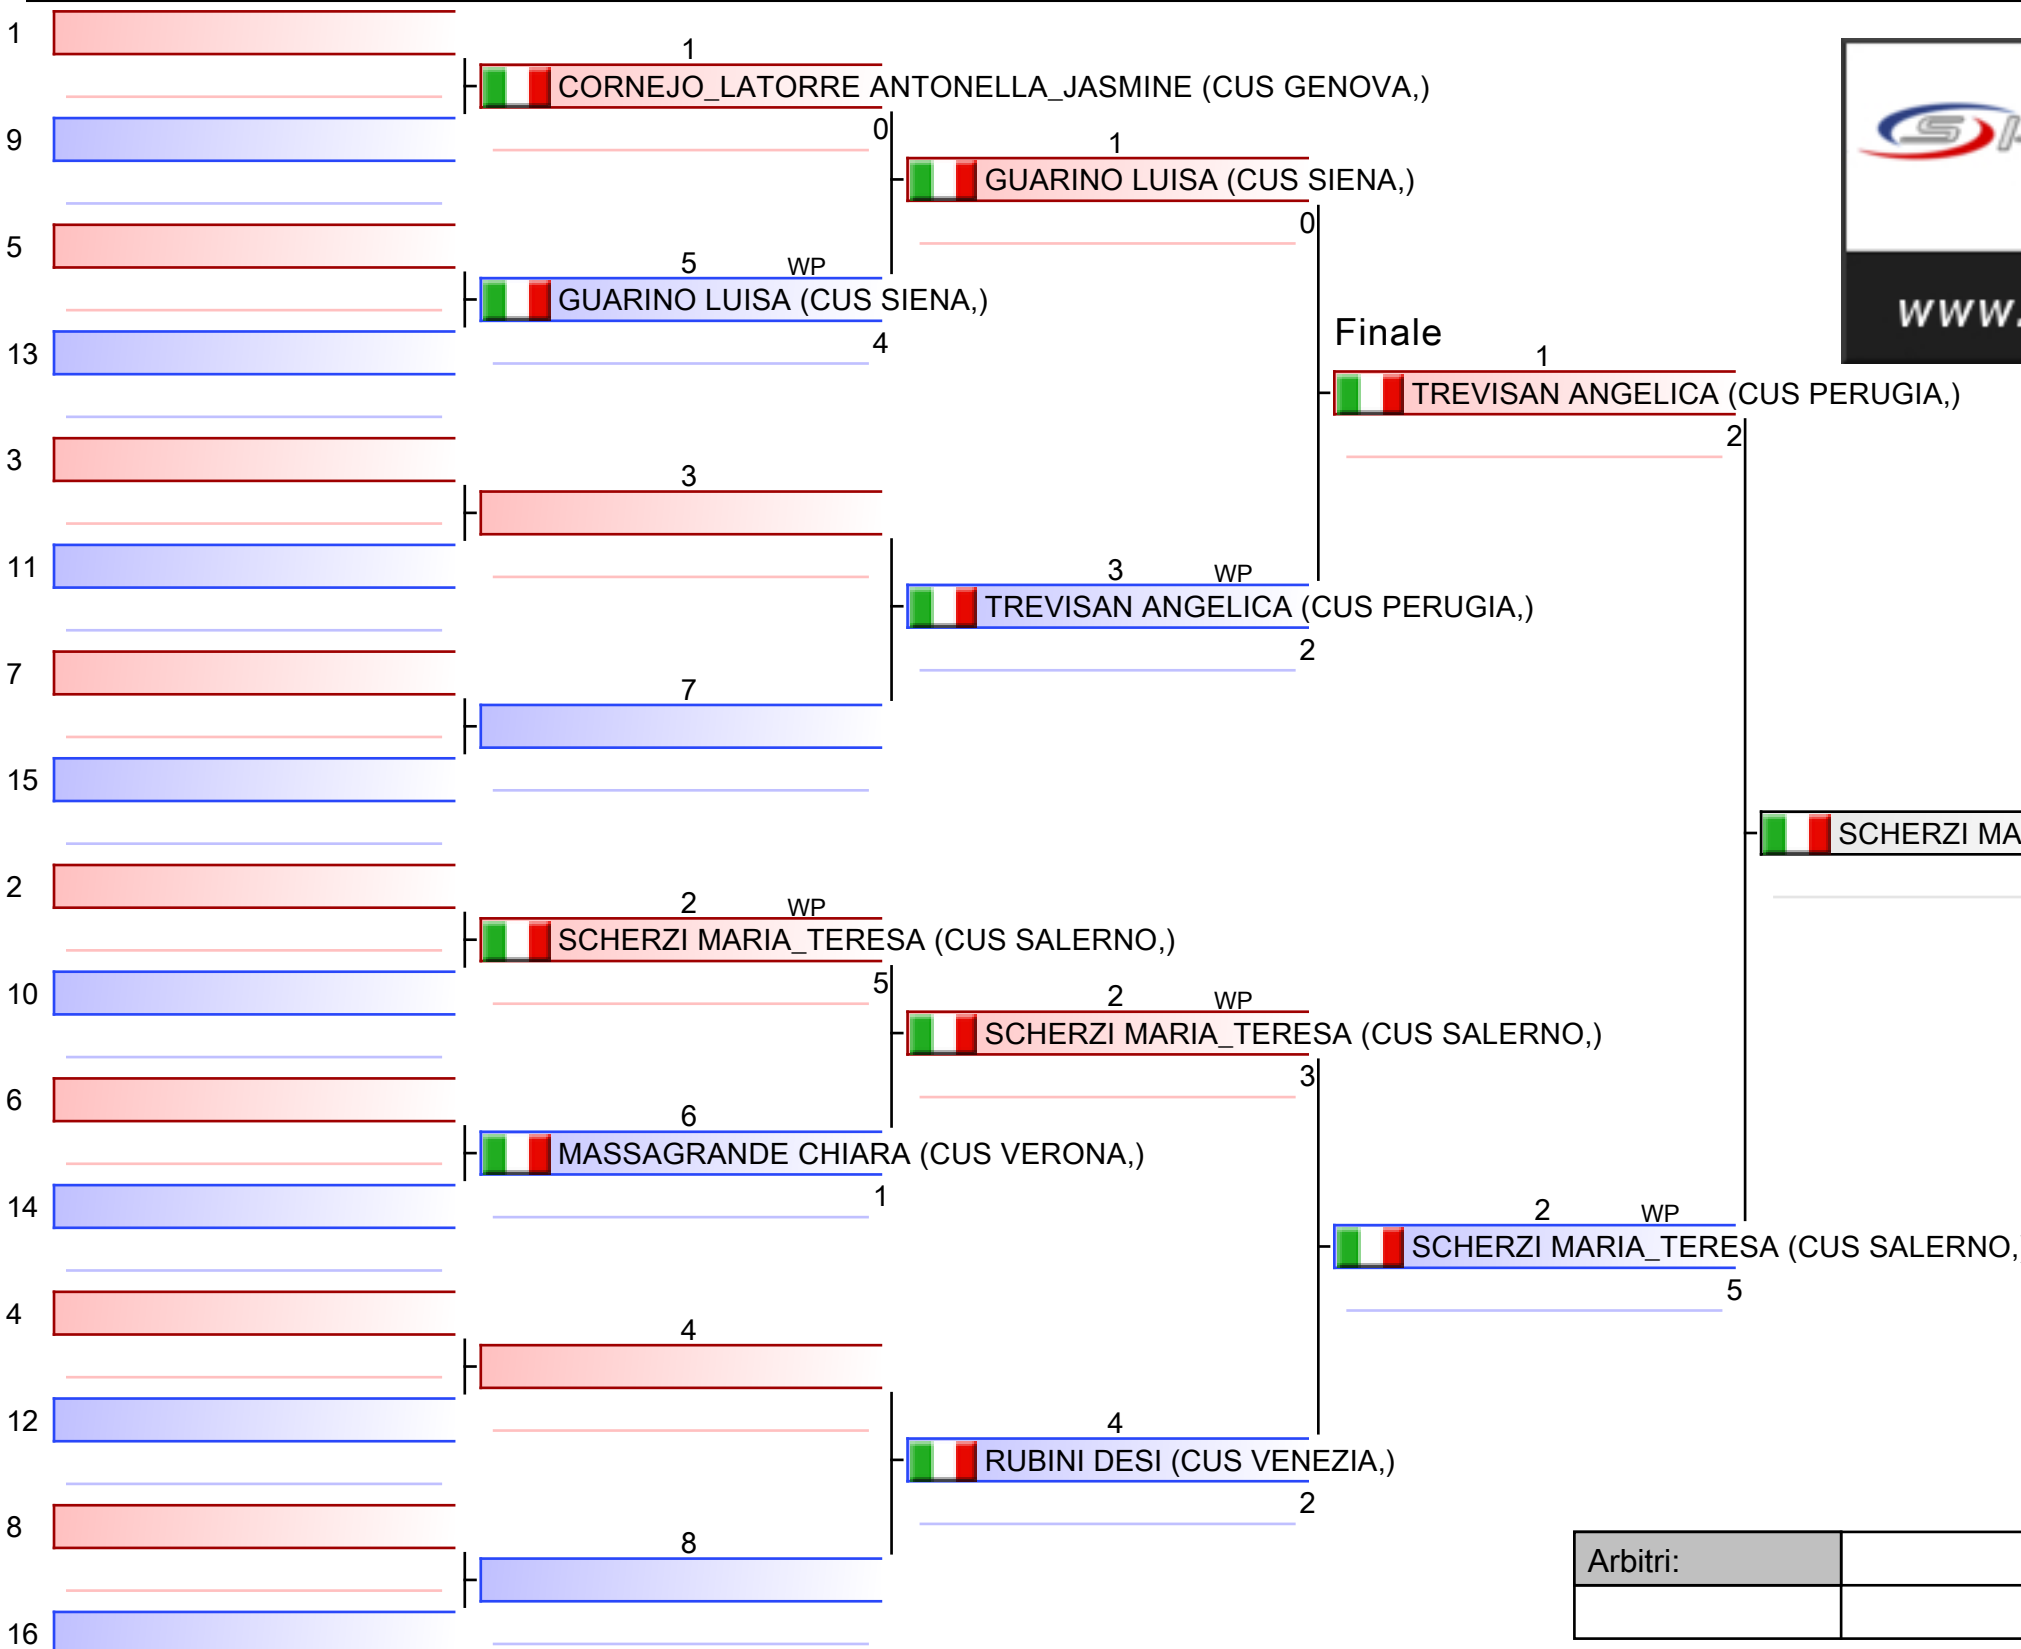 1
9
5
13
3
11
7
15
2
10
6
14
4
12
8
16
1
CORNEJO_LATORRE ANTONELLA_JASMINE (CUS GENOVA,)
0
5 WP
GUARINO LUISA (CUS SIENA,)
4
3
7
2 WP
SCHERZI MARIA_TERESA (CUS SALERNO,)
5
6
MASSAGRANDE CHIARA (CUS VERONA,)
1
4
8
1
GUARINO LUISA (CUS SIENA,)
0
3 WP
TREVISAN ANGELICA (CUS PERUGIA,)
2
2 WP
SCHERZI MARIA_TERESA (CUS SALERNO,)
3
4
RUBINI DESI (CUS VENEZIA,)
2
Finale
1
TREVISAN ANGELICA (CUS PERUGIA,)
2
2 WP
SCHERZI MARIA_TERESA (CUS SALERNO,
5
SCHERZI MA
www.
Arbitri: